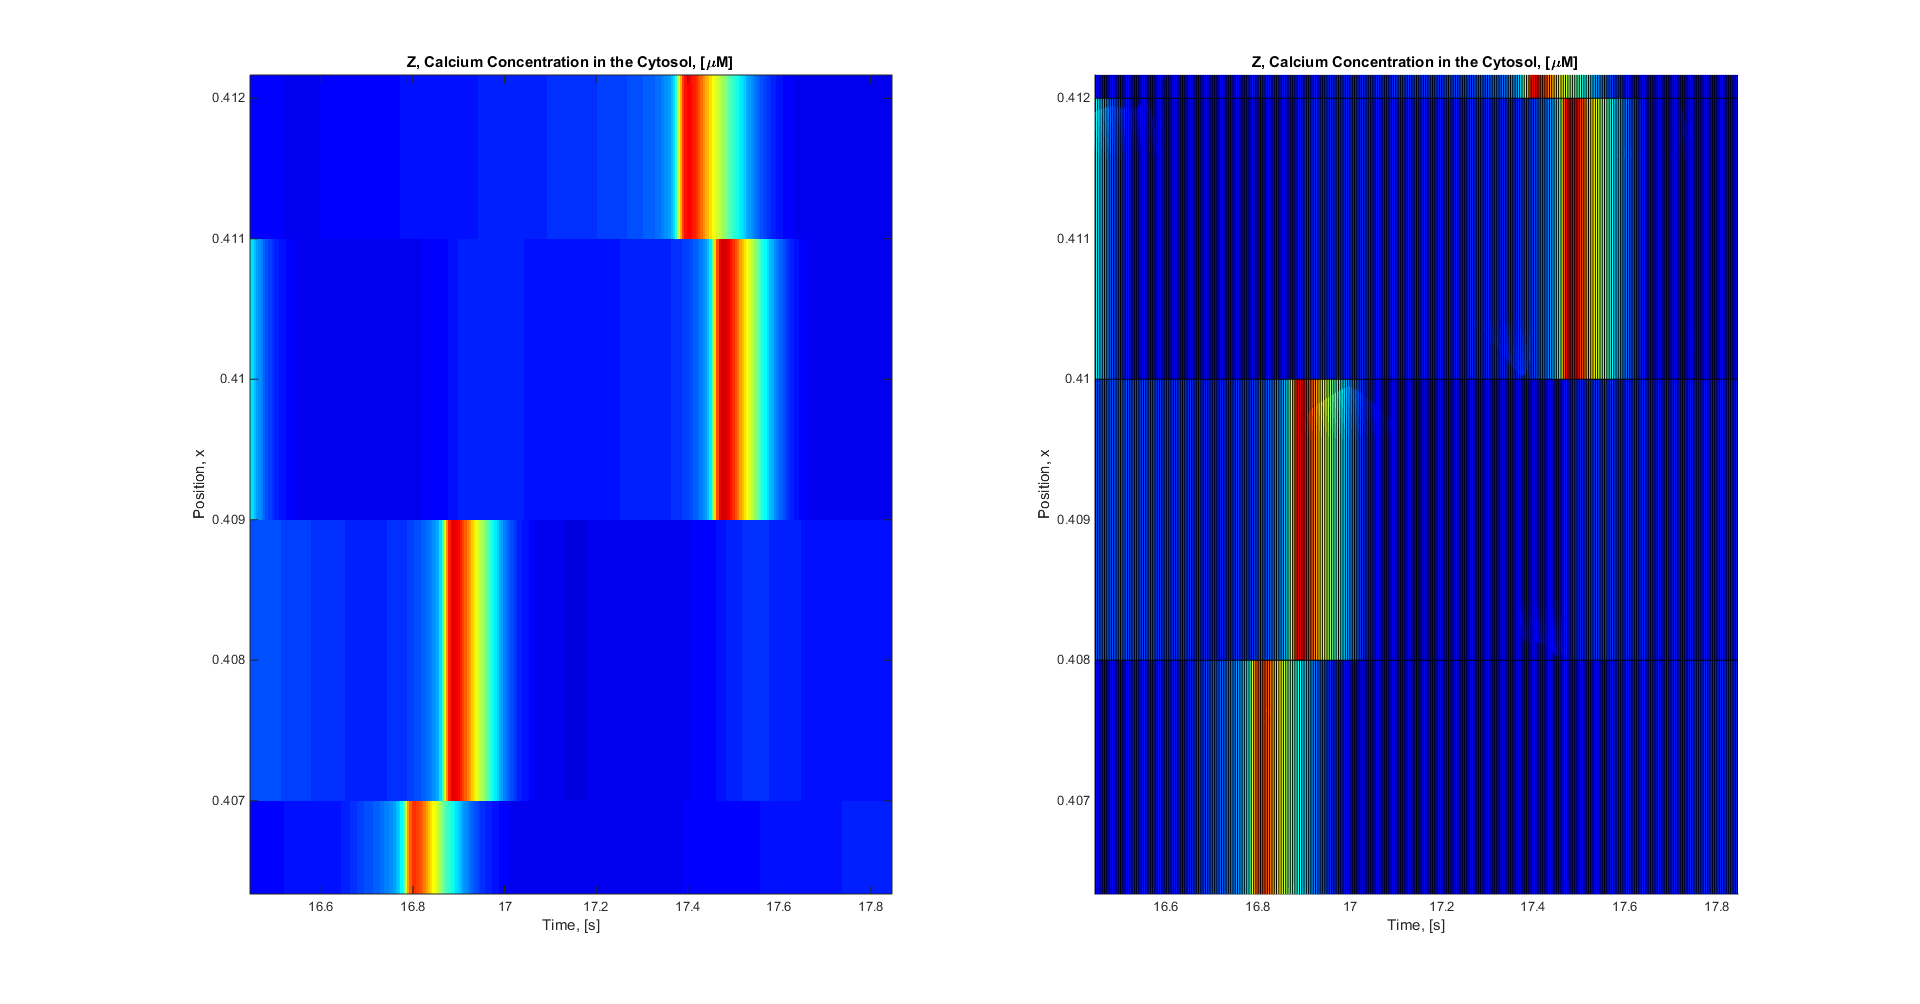 Z, Calcium Concentration in the Cytosol, [μM]
0.412
0.411
0.41
0.409
0.408
0.407
Position, x
16.6 16.8 17 17.2 17.4 17.6 17.8
Time, [s]
Z, Calcium Concentration in the Cytosol, [μM]
0.412
0.411
0.41
0.409
0.408
0.407
Position, x
16.6 16.8 17 17.2 17.4 17.6 17.8
Time, [s]